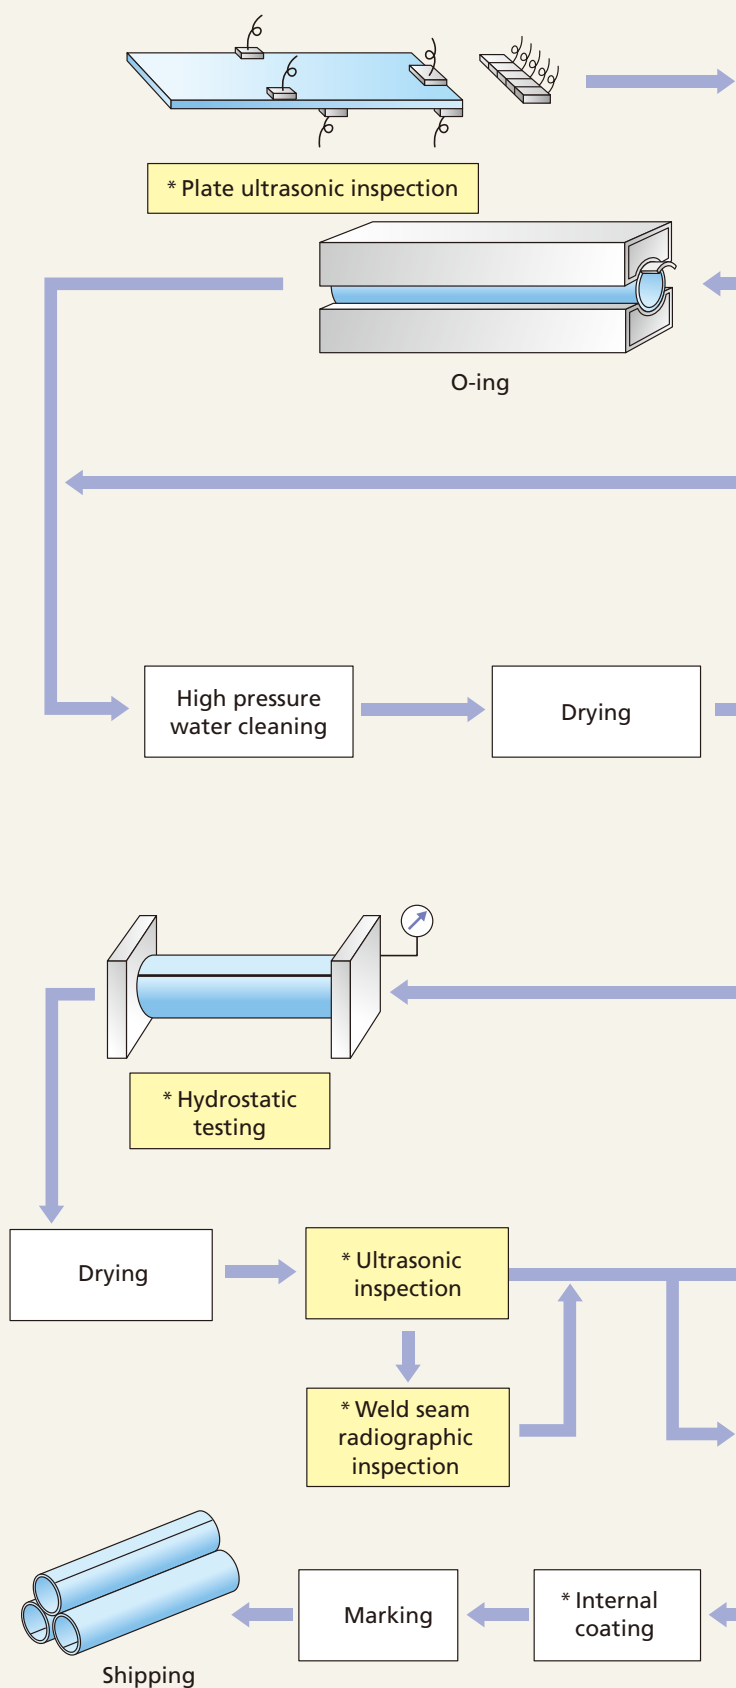 * Plate ultrasonic inspection
O-ing
High pressure
water cleaning
Drying
* Hydrostatic
testing
Drying
* Ultrasonic
inspection
* Weld seam
radiographic
inspection
Shipping
Marking
* Internal
coating